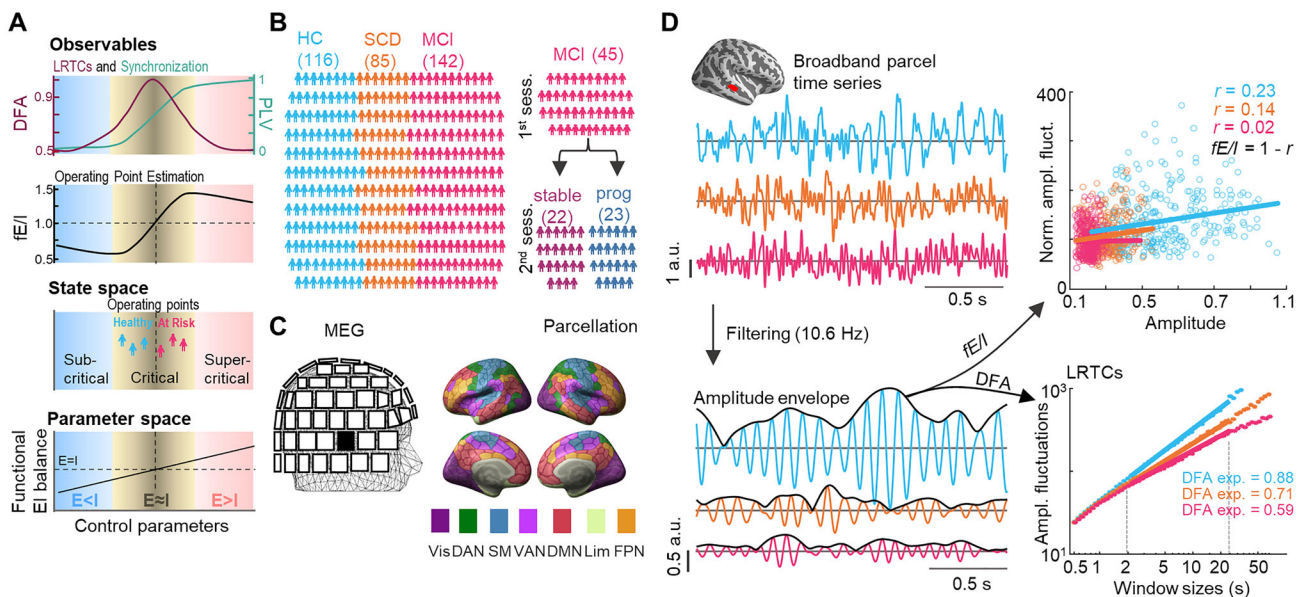 A
Observables
LRTCs and Synchronization
DFA
0.9
0.5
1
0
PLV
Operating Point Estimation
fE/I
1.5
1.0
0.5
State space
Operating points
Healthy
At Risk
Sub-
critical
Critical
Super-
critical
Parameter space
Functional
EI balance
E=I
E<I
E≈I
E>I
Control parameters
B
HC
(116)
SCD
(85)
MCI
(142)
MCI (45)
1st sess.
stable
(22)
prog
(23)
2nd sess.
C
MEG
Parcellation
Vis DAN SM VAN DMN Lim FPN
D
Broadband parcel
time series
1 a.u.
0.5 s
Filtering (10.6 Hz)
fE/I
DFA
Amplitude envelope
0.5 a.u.
0.5 s
Norm. ampl. fluct.
400
0
r = 0.23
r = 0.14
r = 0.02
fE/I = 1 - r
0.1 0.5 0.7 1.1
Amplitude
LRTCs
Ampl. fluctuations
10³
10¹
DFA exp. = 0.88
DFA exp. = 0.71
DFA exp. = 0.59
0.5 1 2 5 10 20 50
Window sizes (s)